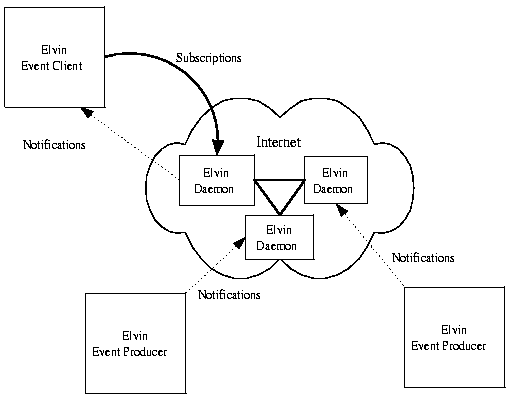 Elvin
Event Client
Subscriptions
Notifications
Internet
Elvin
Daemon
Elvin
Daemon
Elvin
Daemon
Notifications
Notifications
Elvin
Event Producer
Elvin
Event Producer